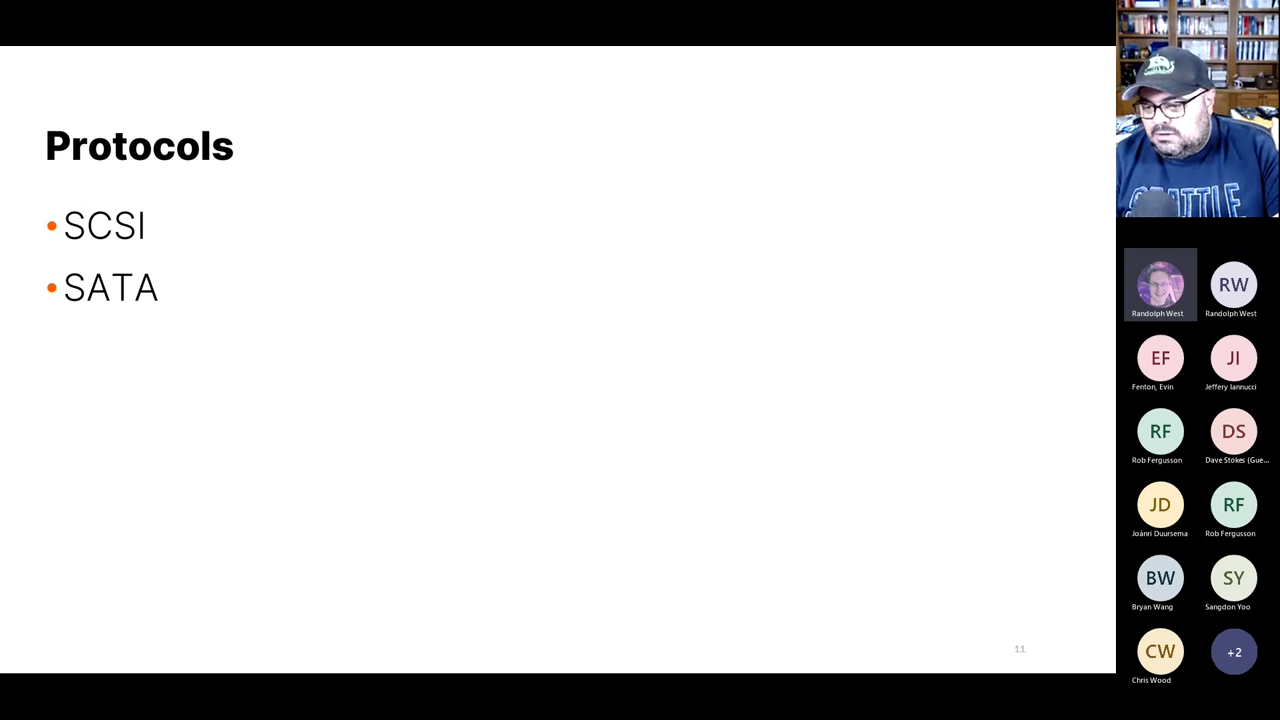 Protocols
• SCSI
• SATA
11
SEATTLE
Randolph West
RW
Randolph West
EF
Fenton, Evin
JI
Jeffery Iannucci
RF
Rob Fergusson
DS
Dave Stokes (Gue...
JD
Joánri Duursema
RF
Rob Fergusson
BW
Bryan Wang
SY
Sangdon Yoo
CW
Chris Wood
+2